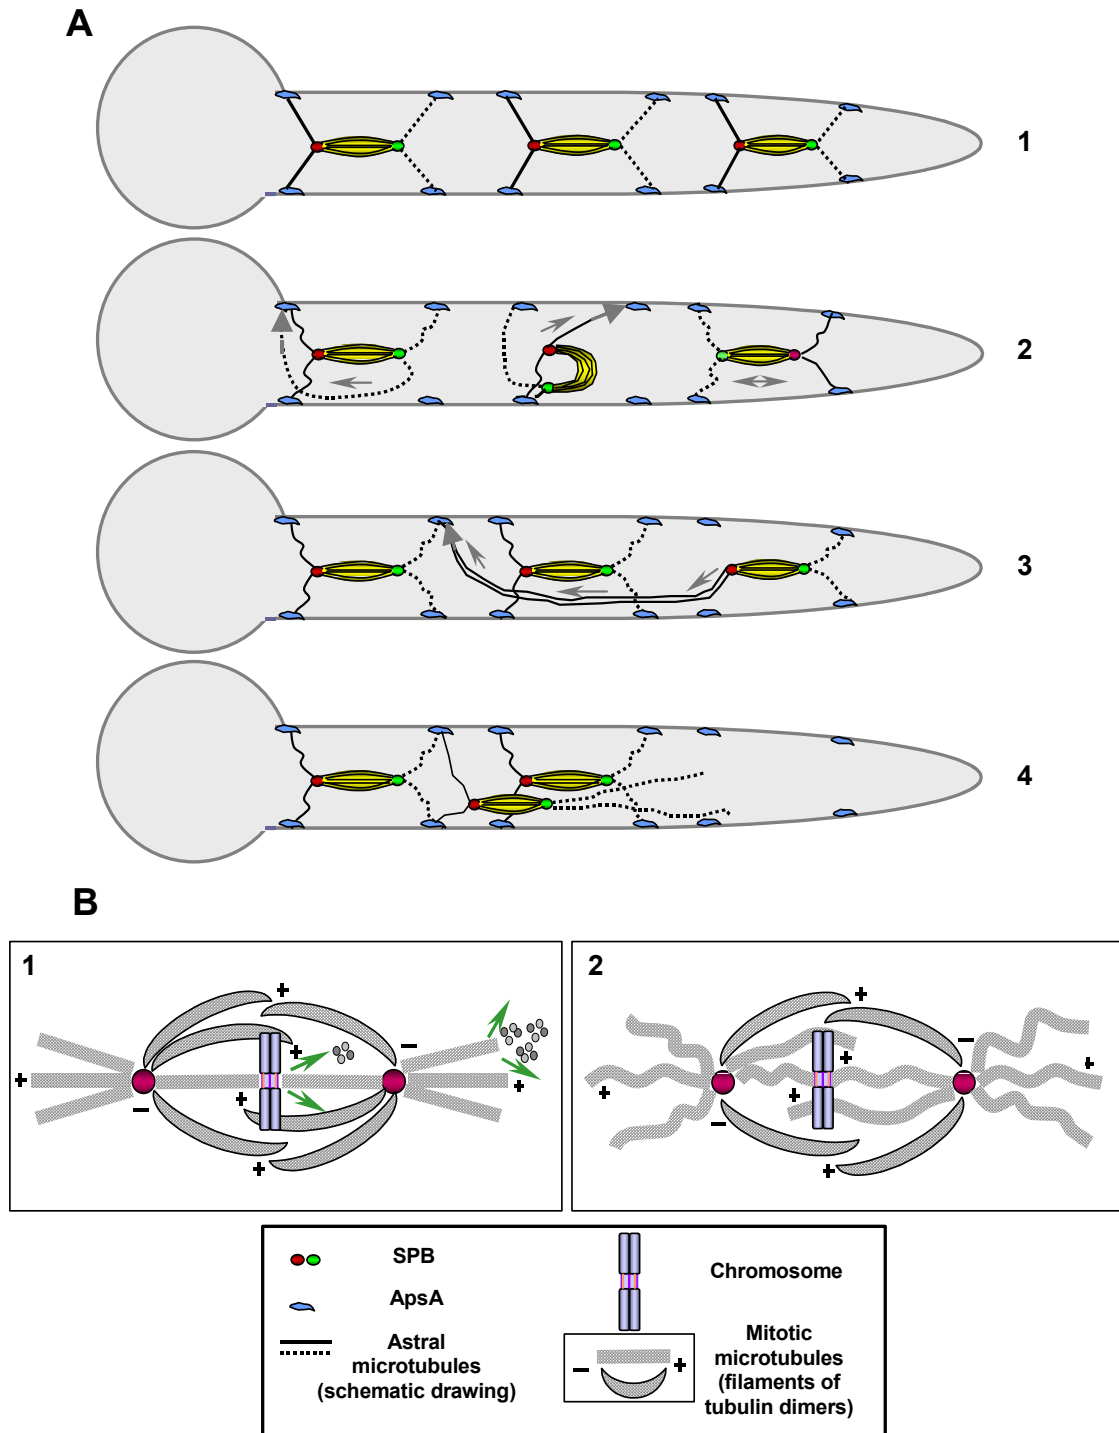 A
1
2
3
4
B
1
+
+
−
+
+
+
−
+
2
+
−
+
+
+
+
−
+
SPB
ApsA
Astral
microtubules
(schematic drawing)
Chromosome
− +
Mitotic
microtubules
(filaments of
tubulin dimers)